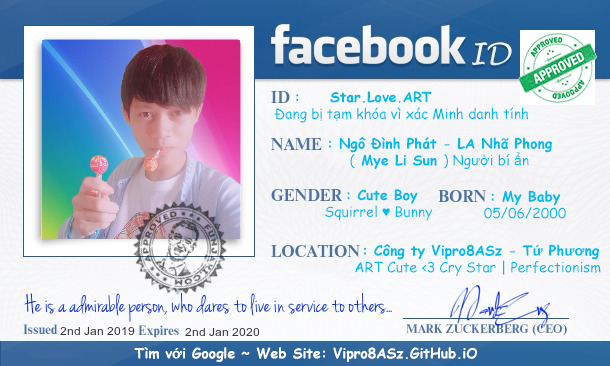 facebook ID
APPROVED
APPROVED
APPROVED
ID : Star.Love.ART
Đang bị tạm khóa vì xác Minh danh tính
NAME : Ngô Đình Phát - LA Nhã Phong
( Mye Li Sun ) Người bí ẩn
GENDER : Cute Boy BORN : My Baby
Squirrel ♥ Bunny 05/06/2000
APPROVED
LOCATION : Công ty Vipro8ASz - Tứ Phương
ART Cute <3 Cry Star | Perfectionism
He is a admirable person, who dares to live in service to others...
Issued 2nd Jan 2019 Expires 2nd Jan 2020
MARK ZUCKERBERG (CEO)
Tìm với Google ~ Web Site: Vipro8ASz.GitHub.iO